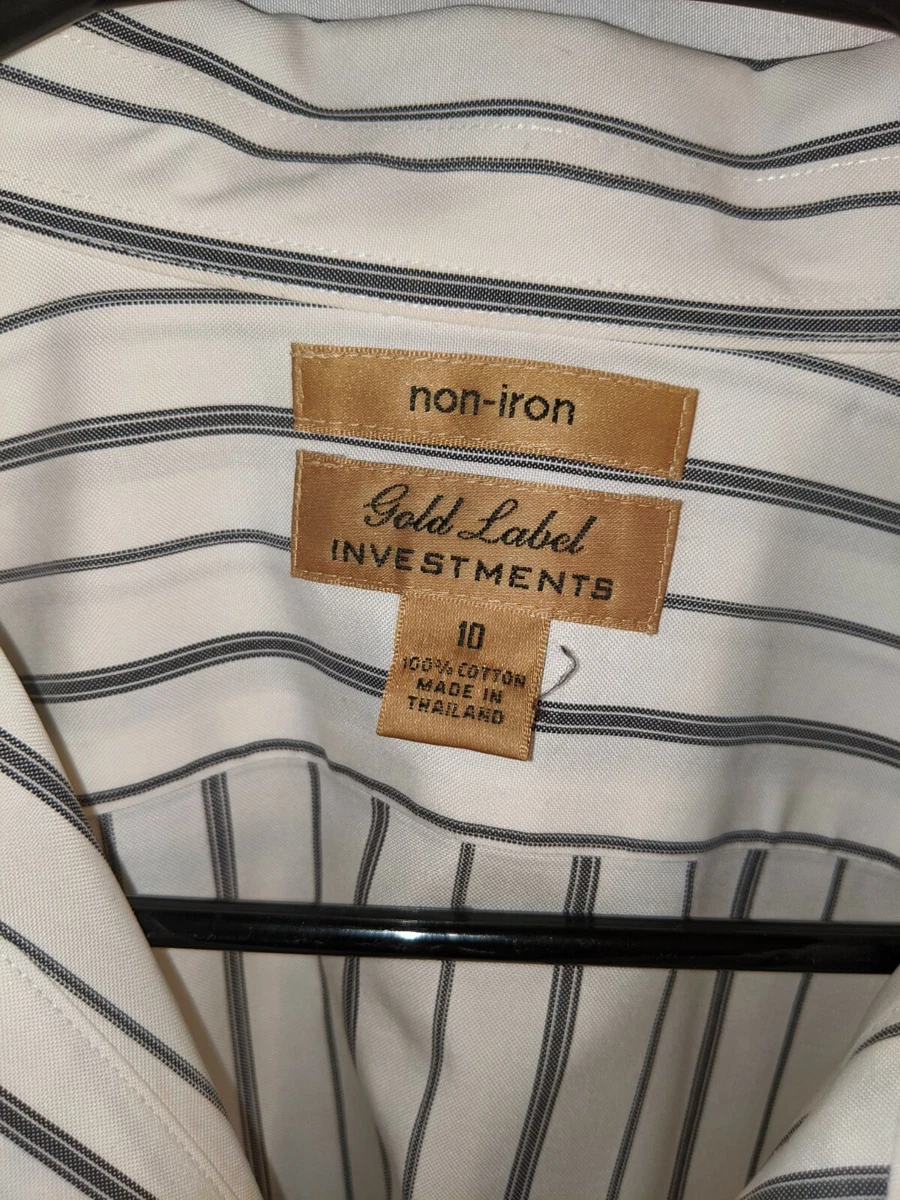 non-iron
Gold Label
INVESTMENTS
10
100% COTTON
MADE IN
THAILAND